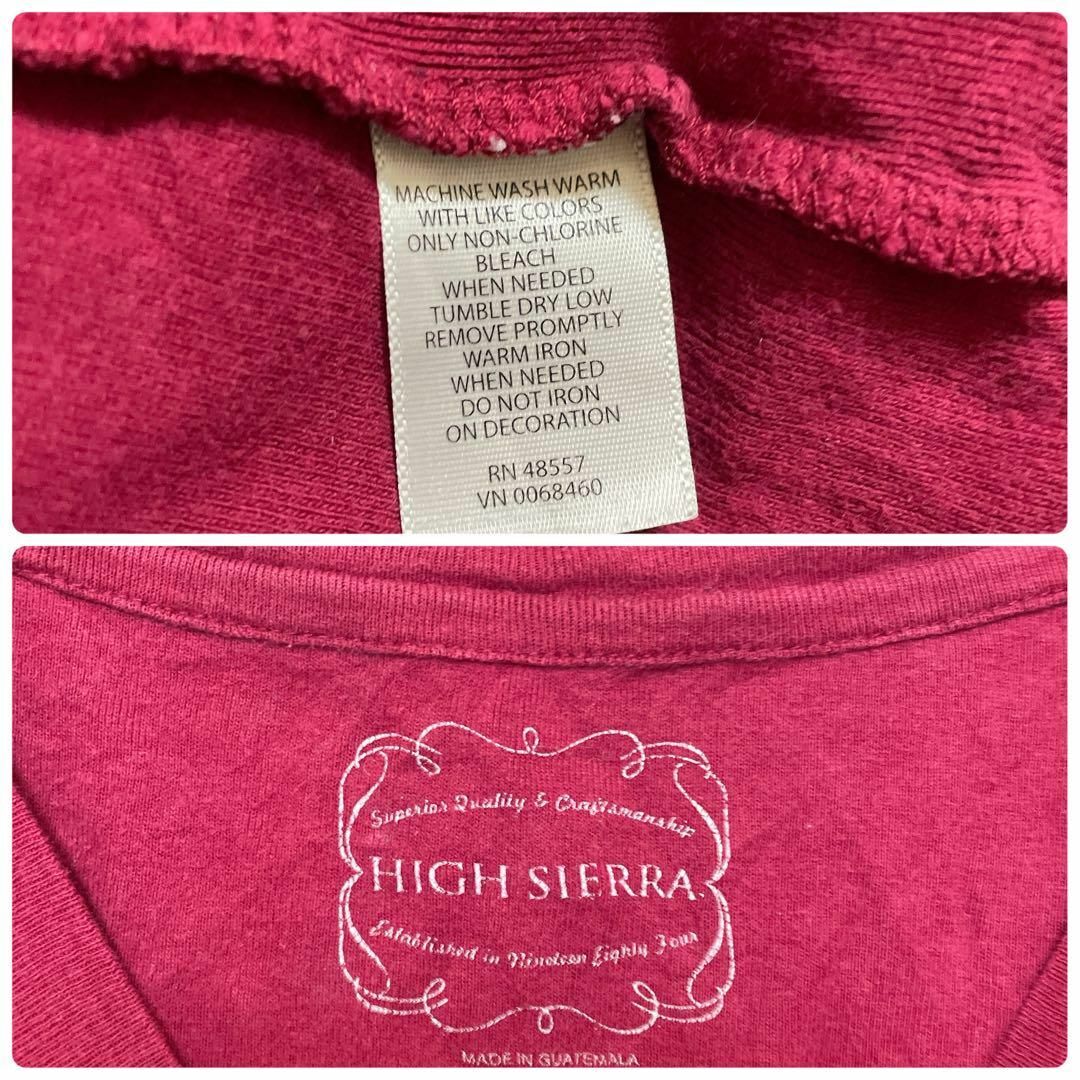 MACHINE WASH WARM
WITH LIKE COLORS
ONLY NON-CHLORINE
BLEACH
WHEN NEEDED
TUMBLE DRY LOW
REMOVE PROMPTLY
WARM IRON
WHEN NEEDED
DO NOT IRON
ON DECORATION
RN 48557
VN 0068460
Superior Quality & Craftsmanship
HIGH SIERRA
Established in Nineteen Eighty Four
MADE IN GUATEMALA